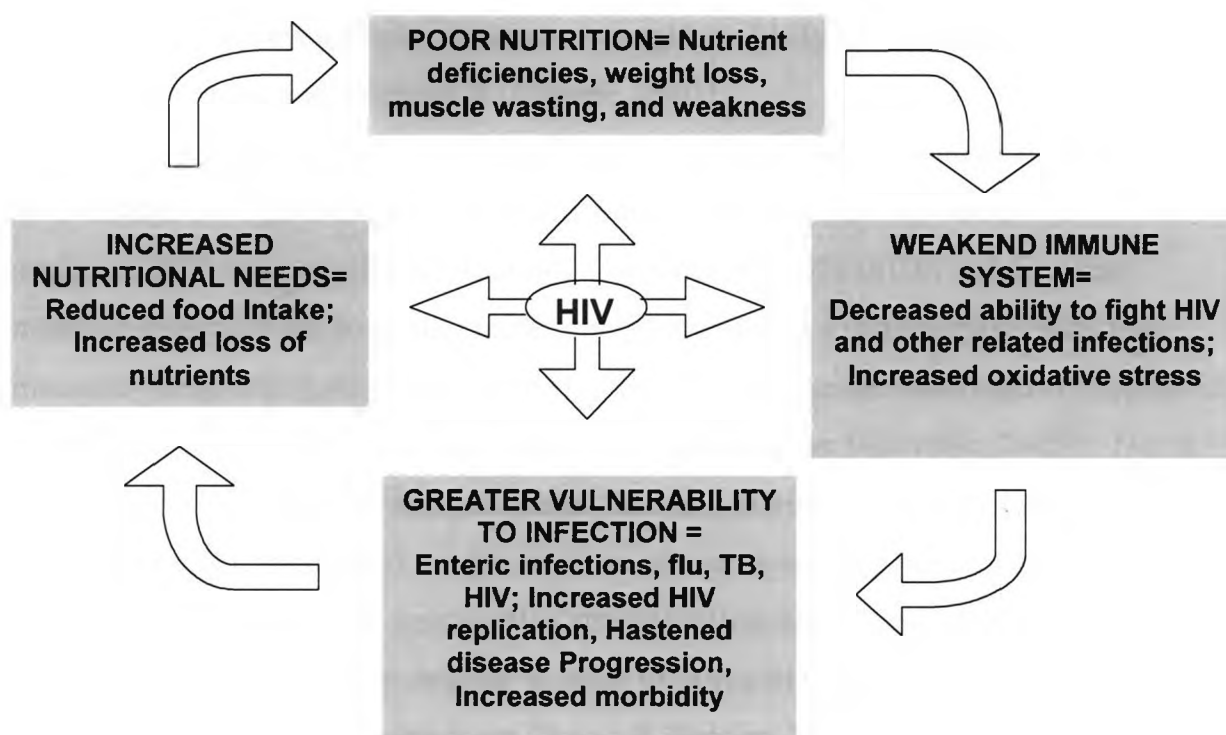 POOR NUTRITION= Nutrient
deficiencies, weight loss,
muscle wasting, and weakness
INCREASED
NUTRITIONAL NEEDS=
Reduced food Intake;
Increased loss of
nutrients
HIV
WEAKEND IMMUNE
SYSTEM=
Decreased ability to fight HIV
and other related infections;
Increased oxidative stress
GREATER VULNERABILITY
TO INFECTION =
Enteric infections, flu, TB,
HIV; Increased HIV
replication, Hastened
disease Progression,
Increased morbidity